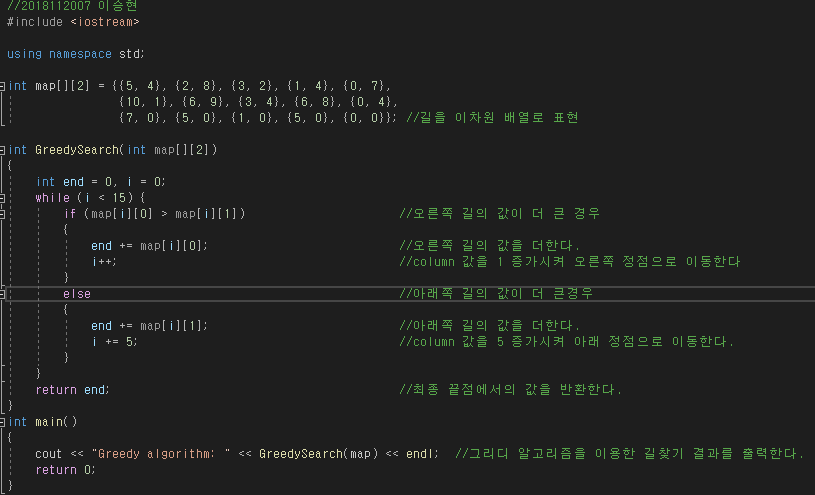 //2018112007 이승현
#include <iostream>
using namespace std;
int map[][2] = {{5, 4}, {2, 8}, {3, 2}, {1, 4}, {0, 7},
{10, 1}, {6, 9}, {3, 4}, {6, 8}, {0, 4},
{7, 0}, {5, 0}, {1, 0}, {5, 0}, {0, 0}}; //길을 이차원 배열로 표현
int GreedySearch(int map[][2])
{
int end = 0, i = 0;
while (i < 15) {
if (map[i][0] > map[i][1]) //오른쪽 길의 값이 더 큰 경우
{
end += map[i][0]; //오른쪽 길의 값을 더한다.
i++; //column 값을 1 증가시켜 오른쪽 정점으로 이동한다
}
else //아래쪽 길의 값이 더 큰경우
{
end += map[i][1]; //아래쪽 길의 값을 더한다.
i += 5; //column 값을 5 증가시켜 아래 정점으로 이동한다.
}
}
return end; //최종 끝점에서의 값을 반환한다.
}
int main()
{
cout << "Greedy algorithm: " << GreedySearch(map) << endl; //그리디 알고리즘을 이용한 길찾기 결과를 출력한다.
return 0;
}